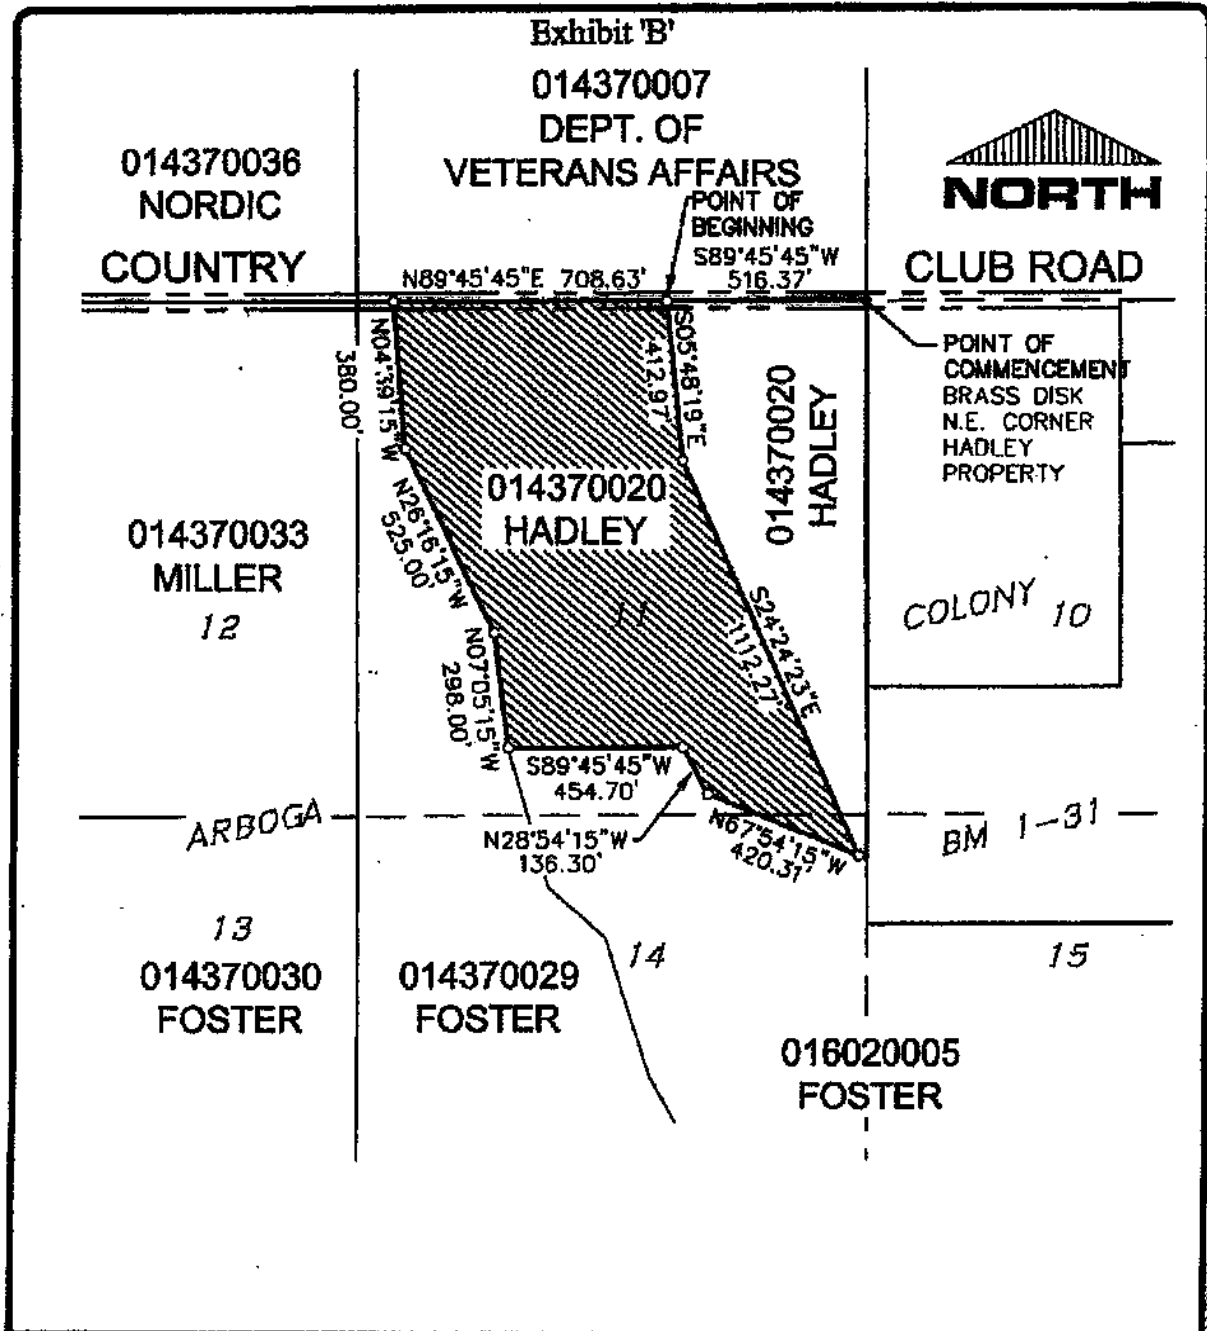 Exhibit 'B'
014370007
DEPT. OF
VETERANS AFFAIRS
014370036
NORDIC
NORTH
POINT OF
BEGINNING
COUNTRY
CLUB ROAD
N89°45'45"E 708.63'
S89°45'45"W
516.37'
POINT OF
COMMENCEMENT
BRASS DISK
N.E. CORNER
HADLEY
PROPERTY
N04°39'15"W
380.00'
S05°48'19"E
412.97'
014370020
HADLEY
014370020
HADLEY
N26°16'15"W
525.00'
014370033
MILLER
12
11
COLONY 10
S24°24'23"E
1112.27'
N07°05'15"W
298.00'
S89°45'45"W
454.70'
N28°54'15"W
136.30'
N67°54'15"W
420.31'
ARBOGA
BM 1-31
13
014370030
FOSTER
014370029
FOSTER
14
15
016020005
FOSTER